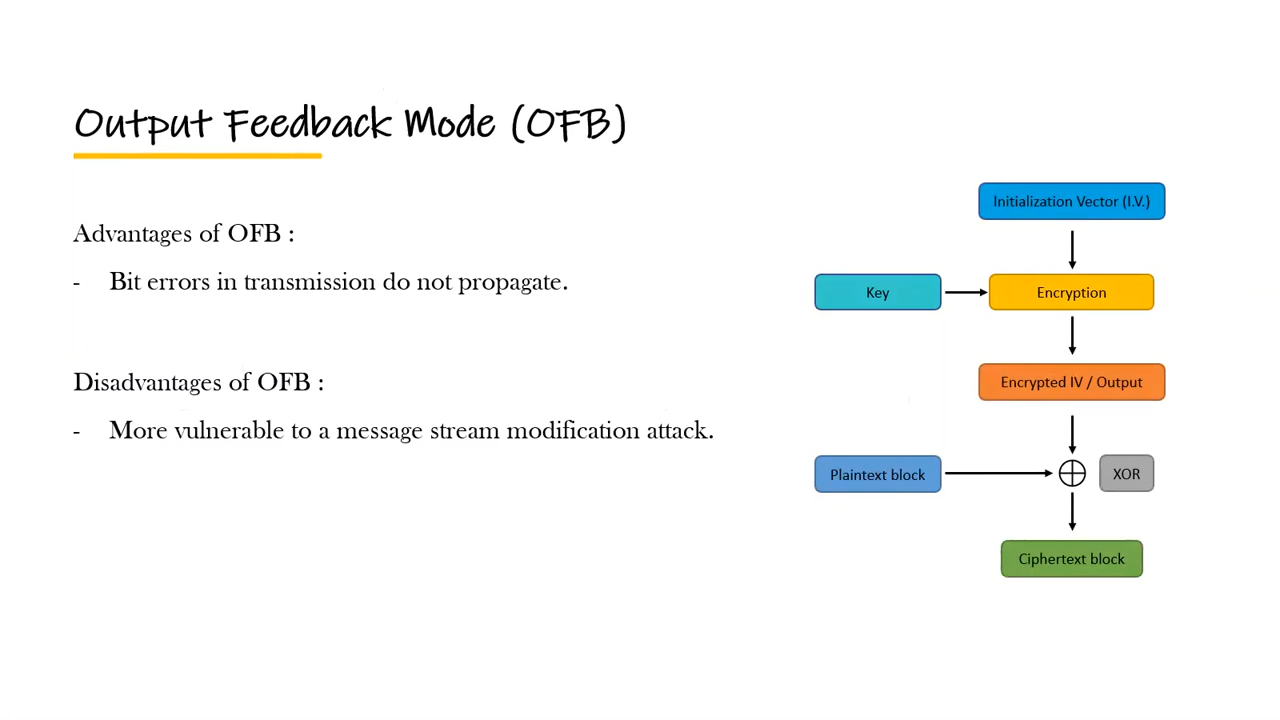 Output Feedback Mode (OFB)
Advantages of OFB :
- Bit errors in transmission do not propagate.
Disadvantages of OFB :
- More vulnerable to a message stream modification attack.
Initialization Vector (I.V.)
Key
Encryption
Encrypted IV / Output
Plaintext block
XOR
Ciphertext block